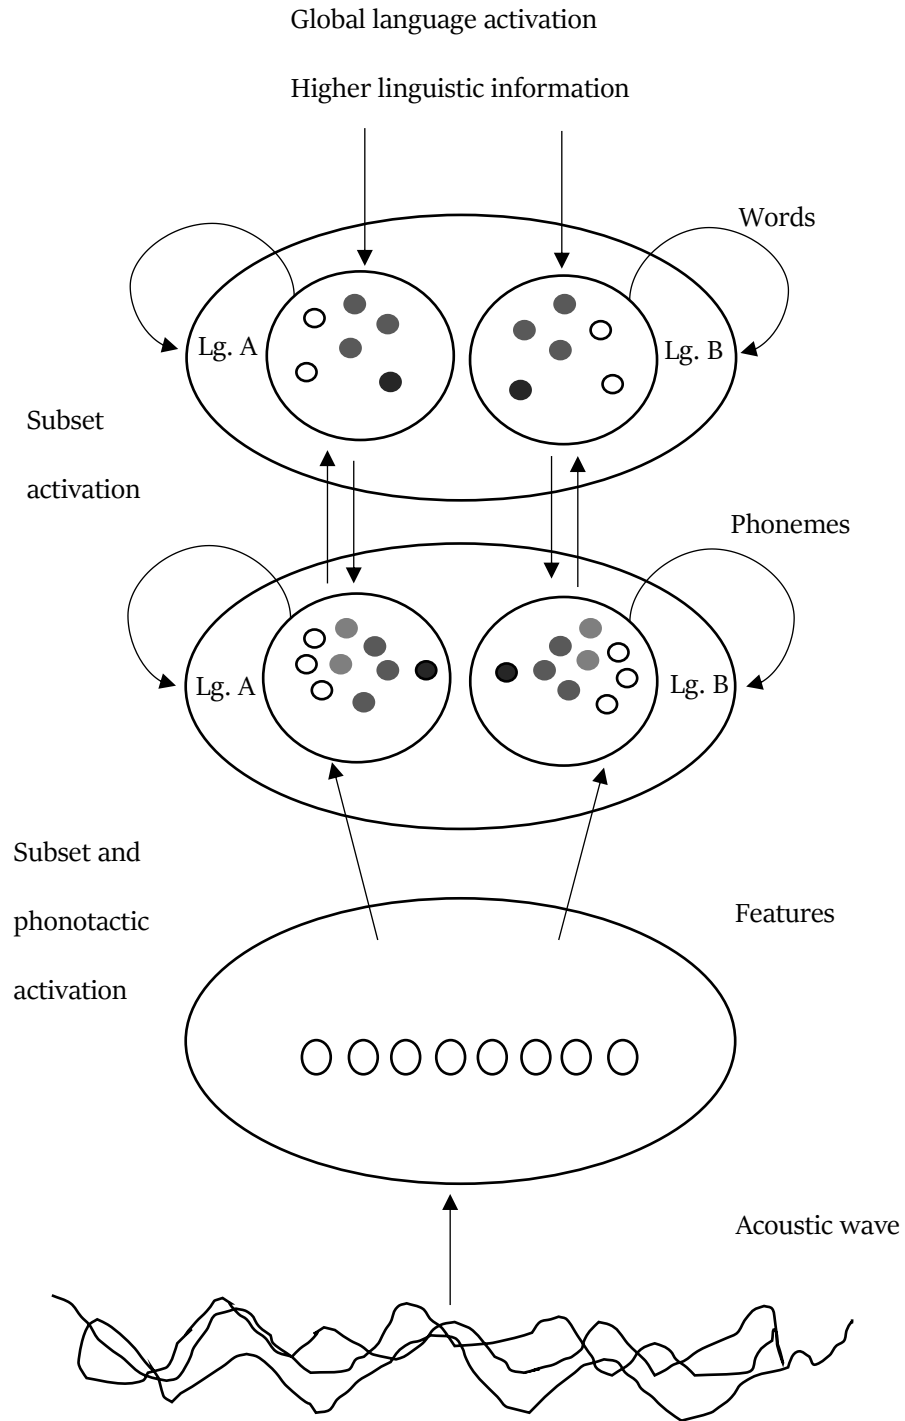 Global language activation
Higher linguistic information
Words
Lg. A
Lg. B
Subset
activation
Phonemes
Lg. A
Lg. B
Subset and
phonotactic
activation
Features
Acoustic wave